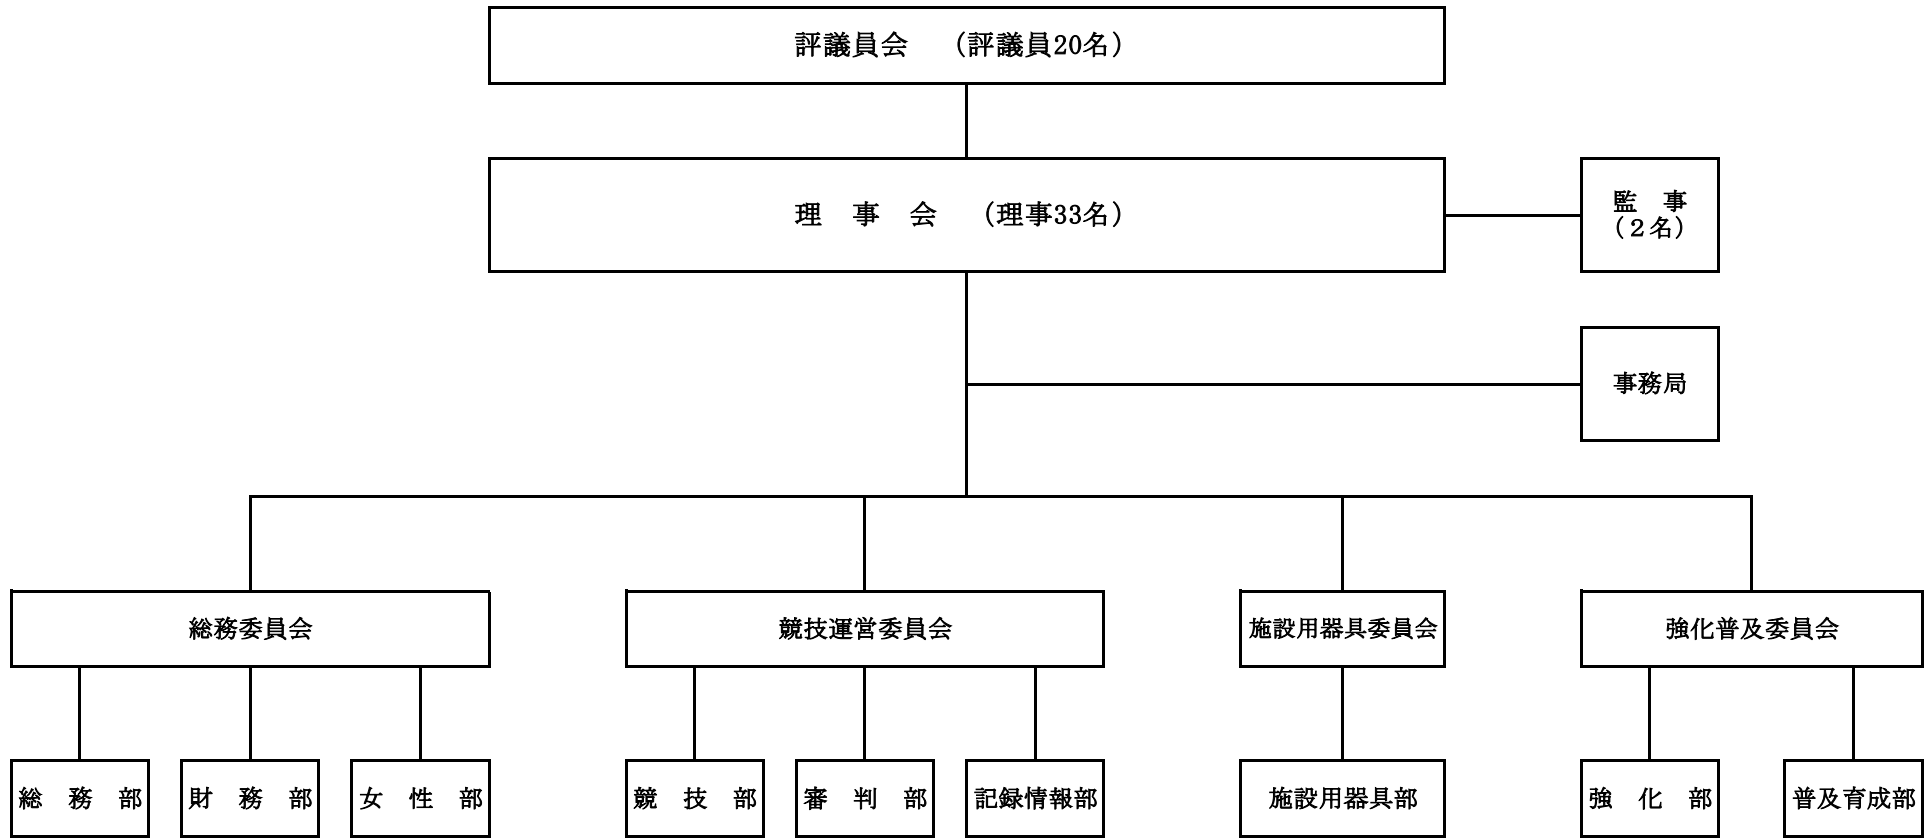 評議員会　（評議員20名）
理　事　会　（理事33名）
監　事
（２名）
事務局
総務委員会
競技運営委員会
施設用器具委員会
強化普及委員会
総　務　部
財　務　部
女　性　部
競　技　部
審　判　部
記録情報部
施設用器具部
強　化　部
普及育成部